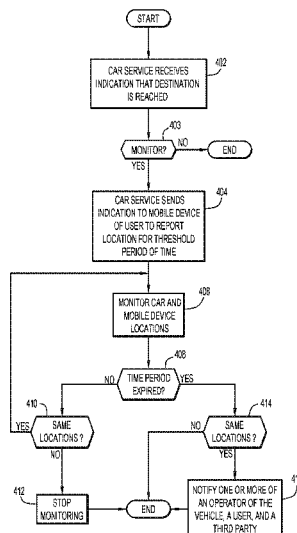 START
CAR SERVICE RECEIVES
INDICATION THAT DESTINATION
IS REACHED
402
403
MONITOR?
NO
END
YES
CAR SERVICE SENDS
INDICATION TO MOBILE DEVICE
OF USER TO REPORT
LOCATION FOR THRESHOLD
PERIOD OF TIME
404
MONITOR CAR AND
MOBILE DEVICE
LOCATIONS
408
NO
TIME PERIOD
EXPIRED?
YES
408
410
SAME
LOCATIONS ?
YES
NO
414
SAME
LOCATIONS ?
NO
YES
412
STOP
MONITORING
END
NOTIFY ONE OR MORE OF
AN OPERATOR OF THE
VEHICLE, A USER, AND A
THIRD PARTY